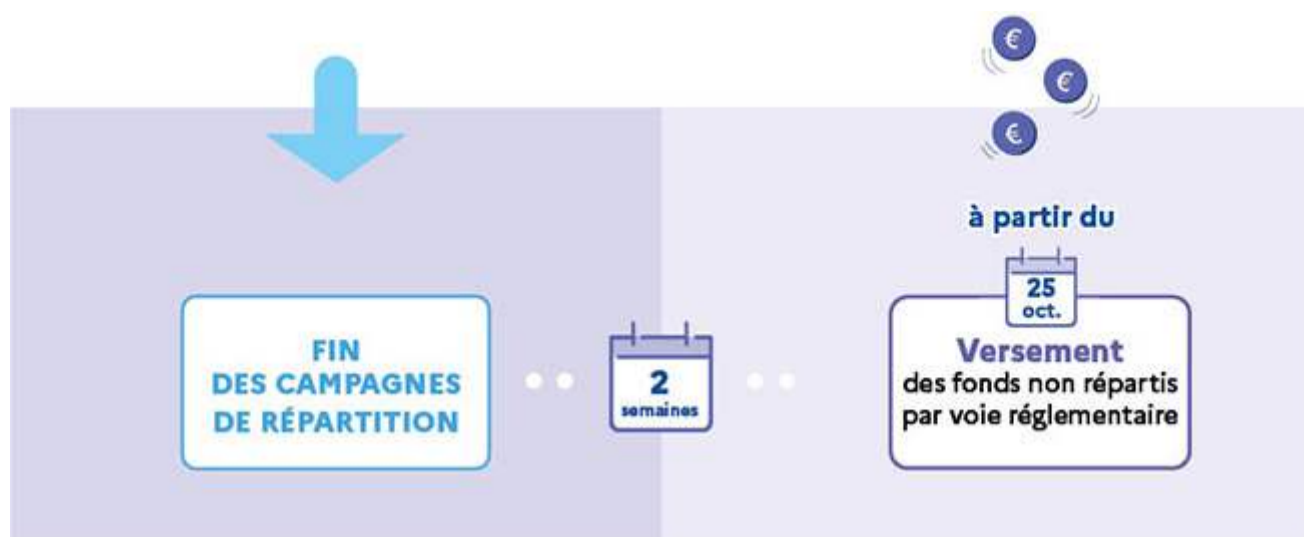 €
€
€
à partir du
25
oct.
FIN
DES CAMPAGNES
DE RÉPARTITION
2
semaines
Versement
des fonds non répartis
par voie réglementaire